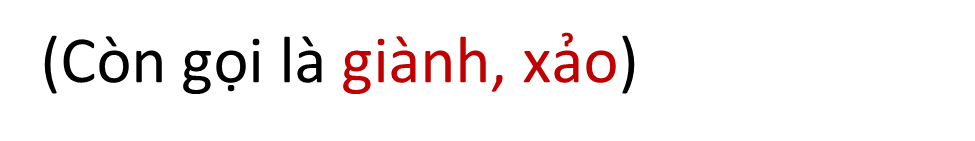 (Còn gọi là giành, xảo)